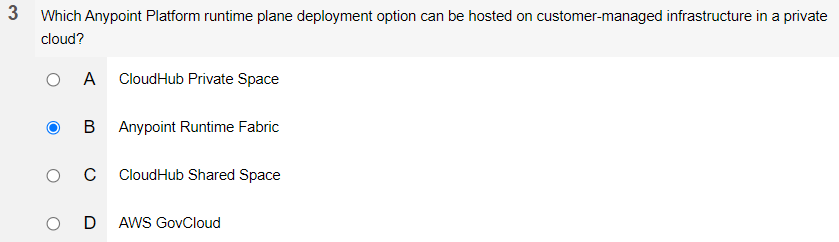 3 Which Anypoint Platform runtime plane deployment option can be hosted on customer-managed infrastructure in a private
cloud?
A CloudHub Private Space
B Anypoint Runtime Fabric
C CloudHub Shared Space
D AWS GovCloud